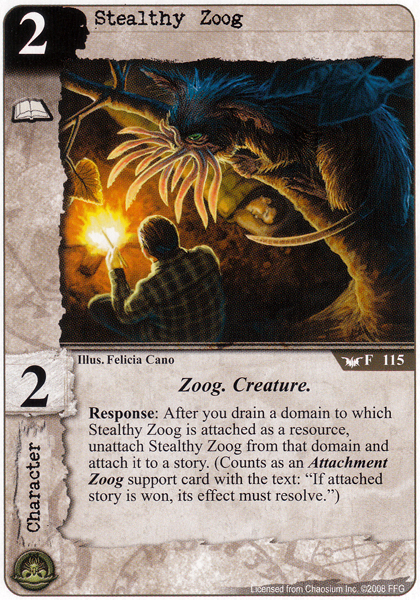 2
Stealthy Zoog
Illus. Felicia Cano
F 115
2
Zoog. Creature.
Response: After you drain a domain to which
Stealthy Zoog is attached as a resource,
unattach Stealthy Zoog from that domain and
attach it to a story. (Counts as an Attachment
Zoog support card with the text: “If attached
story is won, its effect must resolve.”)
Character
Licensed from Chaosium Inc. ©2008 FFG